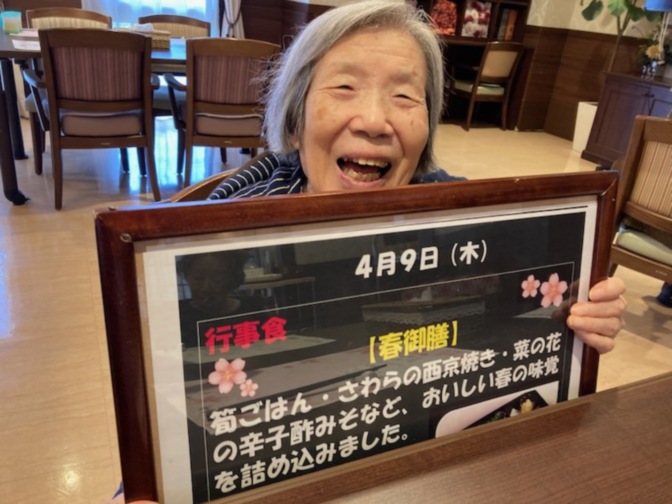 4月9日（木）
行事食
【春御膳】
筍ごはん・さわらの西京焼き・菜の花
の辛子酢みそなど、おいしい春の味覚
を詰め込みました。